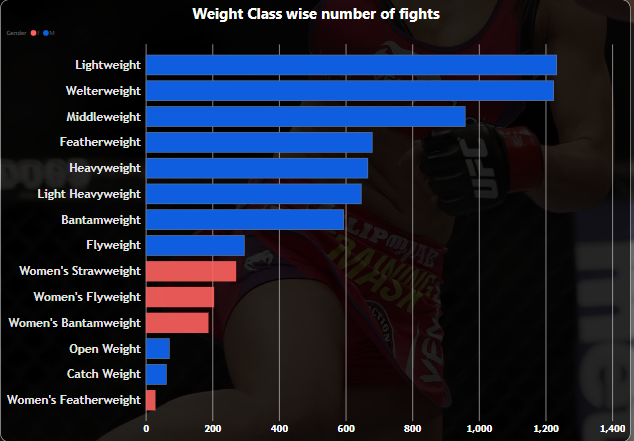 Weight Class wise number of fights
Gender F M
Lightweight
Welterweight
Middleweight
Featherweight
Heavyweight
Light Heavyweight
Bantamweight
Flyweight
Women's Strawweight
Women's Flyweight
Women's Bantamweight
Open Weight
Catch Weight
Women's Featherweight
0 200 400 600 800 1,000 1,200 1,400
UFC